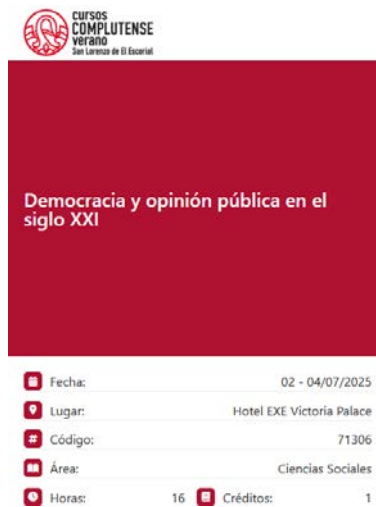 cursos
COMPLUTENSE
verano
San Lorenzo de El Escorial
Democracia y opinión pública en el
siglo XXI
Fecha: 02 - 04/07/2025
Lugar: Hotel EXE Victoria Palace
# Código: 71306
Área: Ciencias Sociales
Horas: 16 Créditos: 1